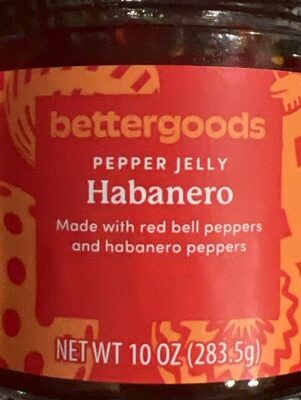 bettergoods
PEPPER JELLY
Habanero
Made with red bell peppers
and habanero peppers
NET WT 10 OZ (283.5g)